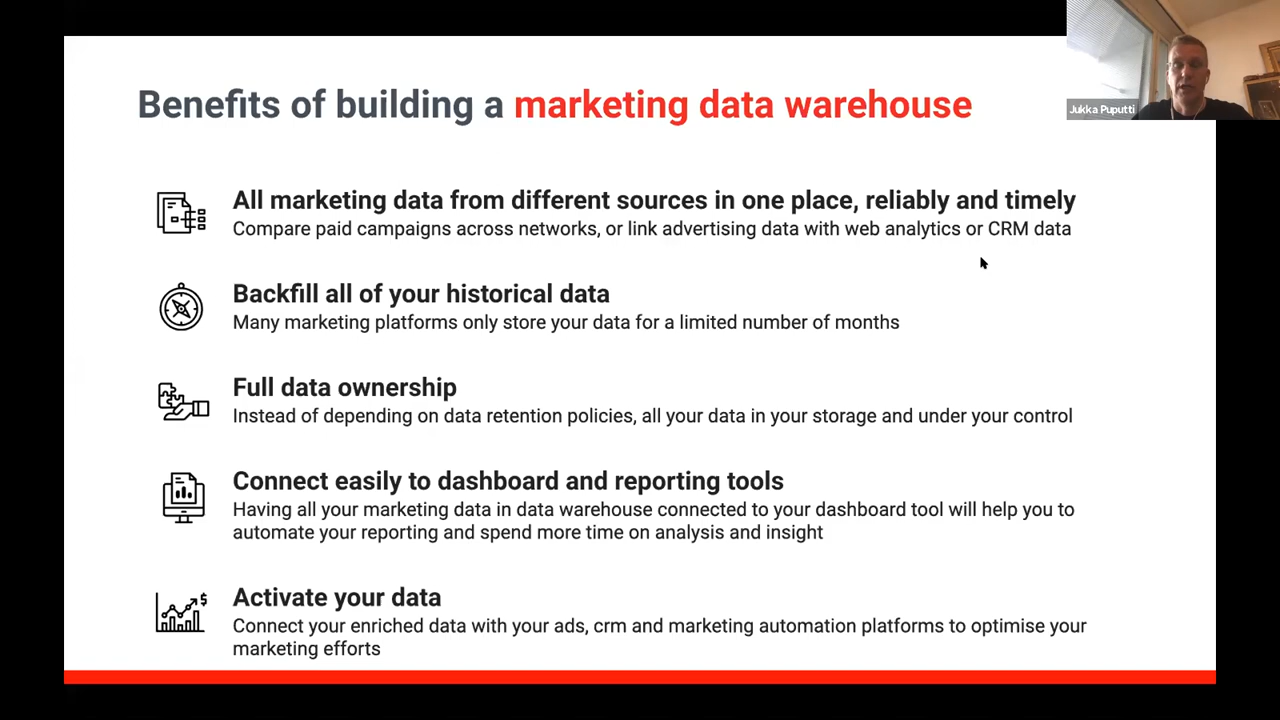 Benefits of building a marketing data warehouse
Jukka Puputti
All marketing data from different sources in one place, reliably and timely
Compare paid campaigns across networks, or link advertising data with web analytics or CRM data
Backfill all of your historical data
Many marketing platforms only store your data for a limited number of months
Full data ownership
Instead of depending on data retention policies, all your data in your storage and under your control
Connect easily to dashboard and reporting tools
Having all your marketing data in data warehouse connected to your dashboard tool will help you to
automate your reporting and spend more time on analysis and insight
Activate your data
Connect your enriched data with your ads, crm and marketing automation platforms to optimise your
marketing efforts